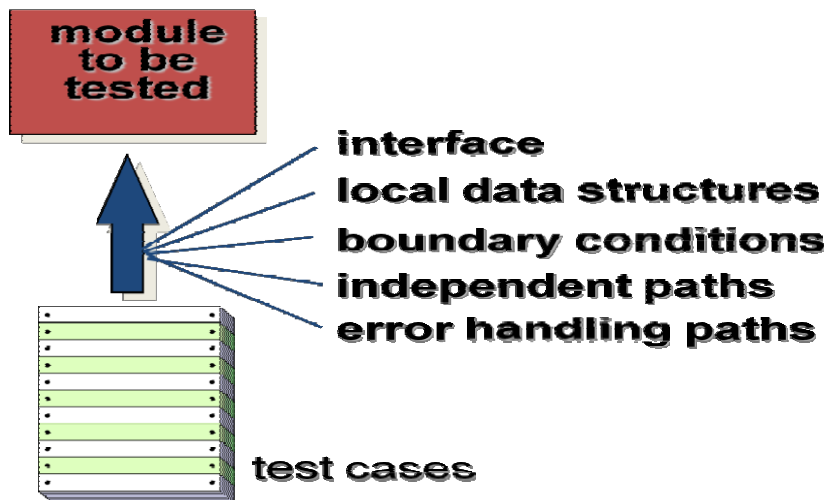 module
to be
tested
interface
local data structures
boundary conditions
independent paths
error handling paths
test cases